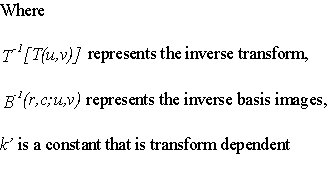 Where
T⁻¹[T(u,v)] represents the inverse transform,
B⁻¹(r,c;u,v) represents the inverse basis images,
k' is a constant that is transform dependent